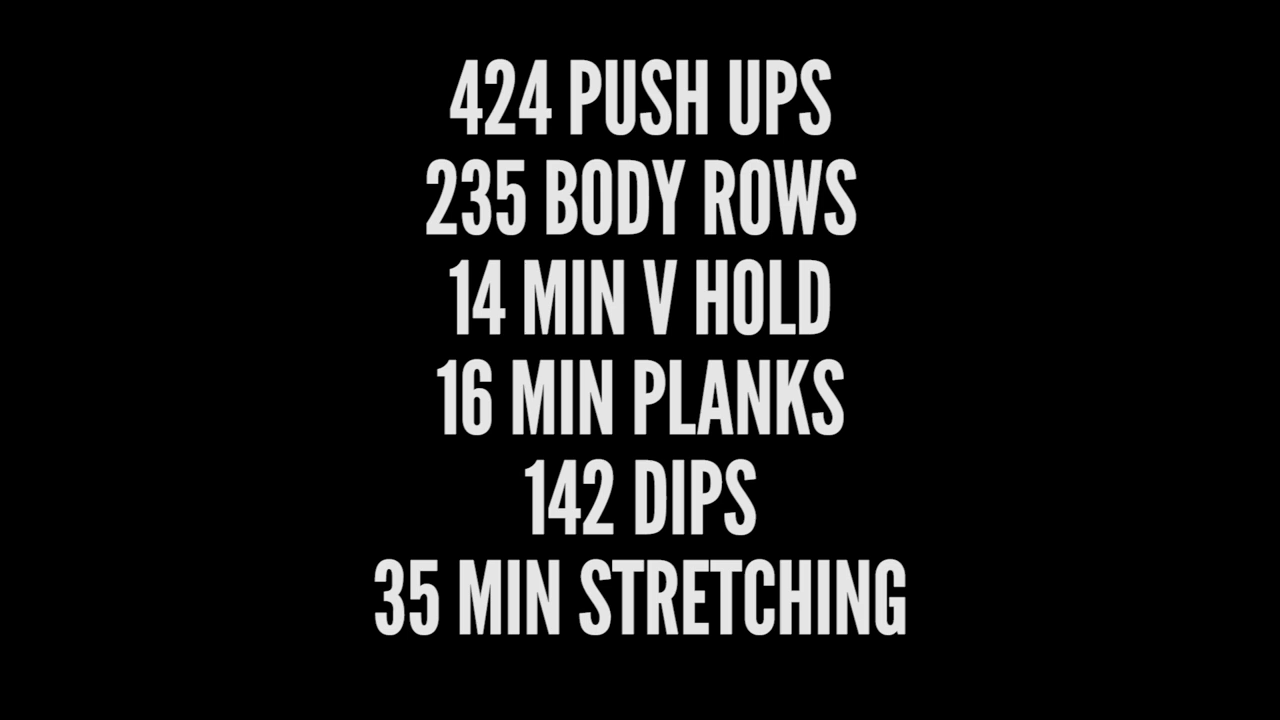 424 PUSH UPS
235 BODY ROWS
14 MIN V HOLD
16 MIN PLANKS
142 DIPS
35 MIN STRETCHING